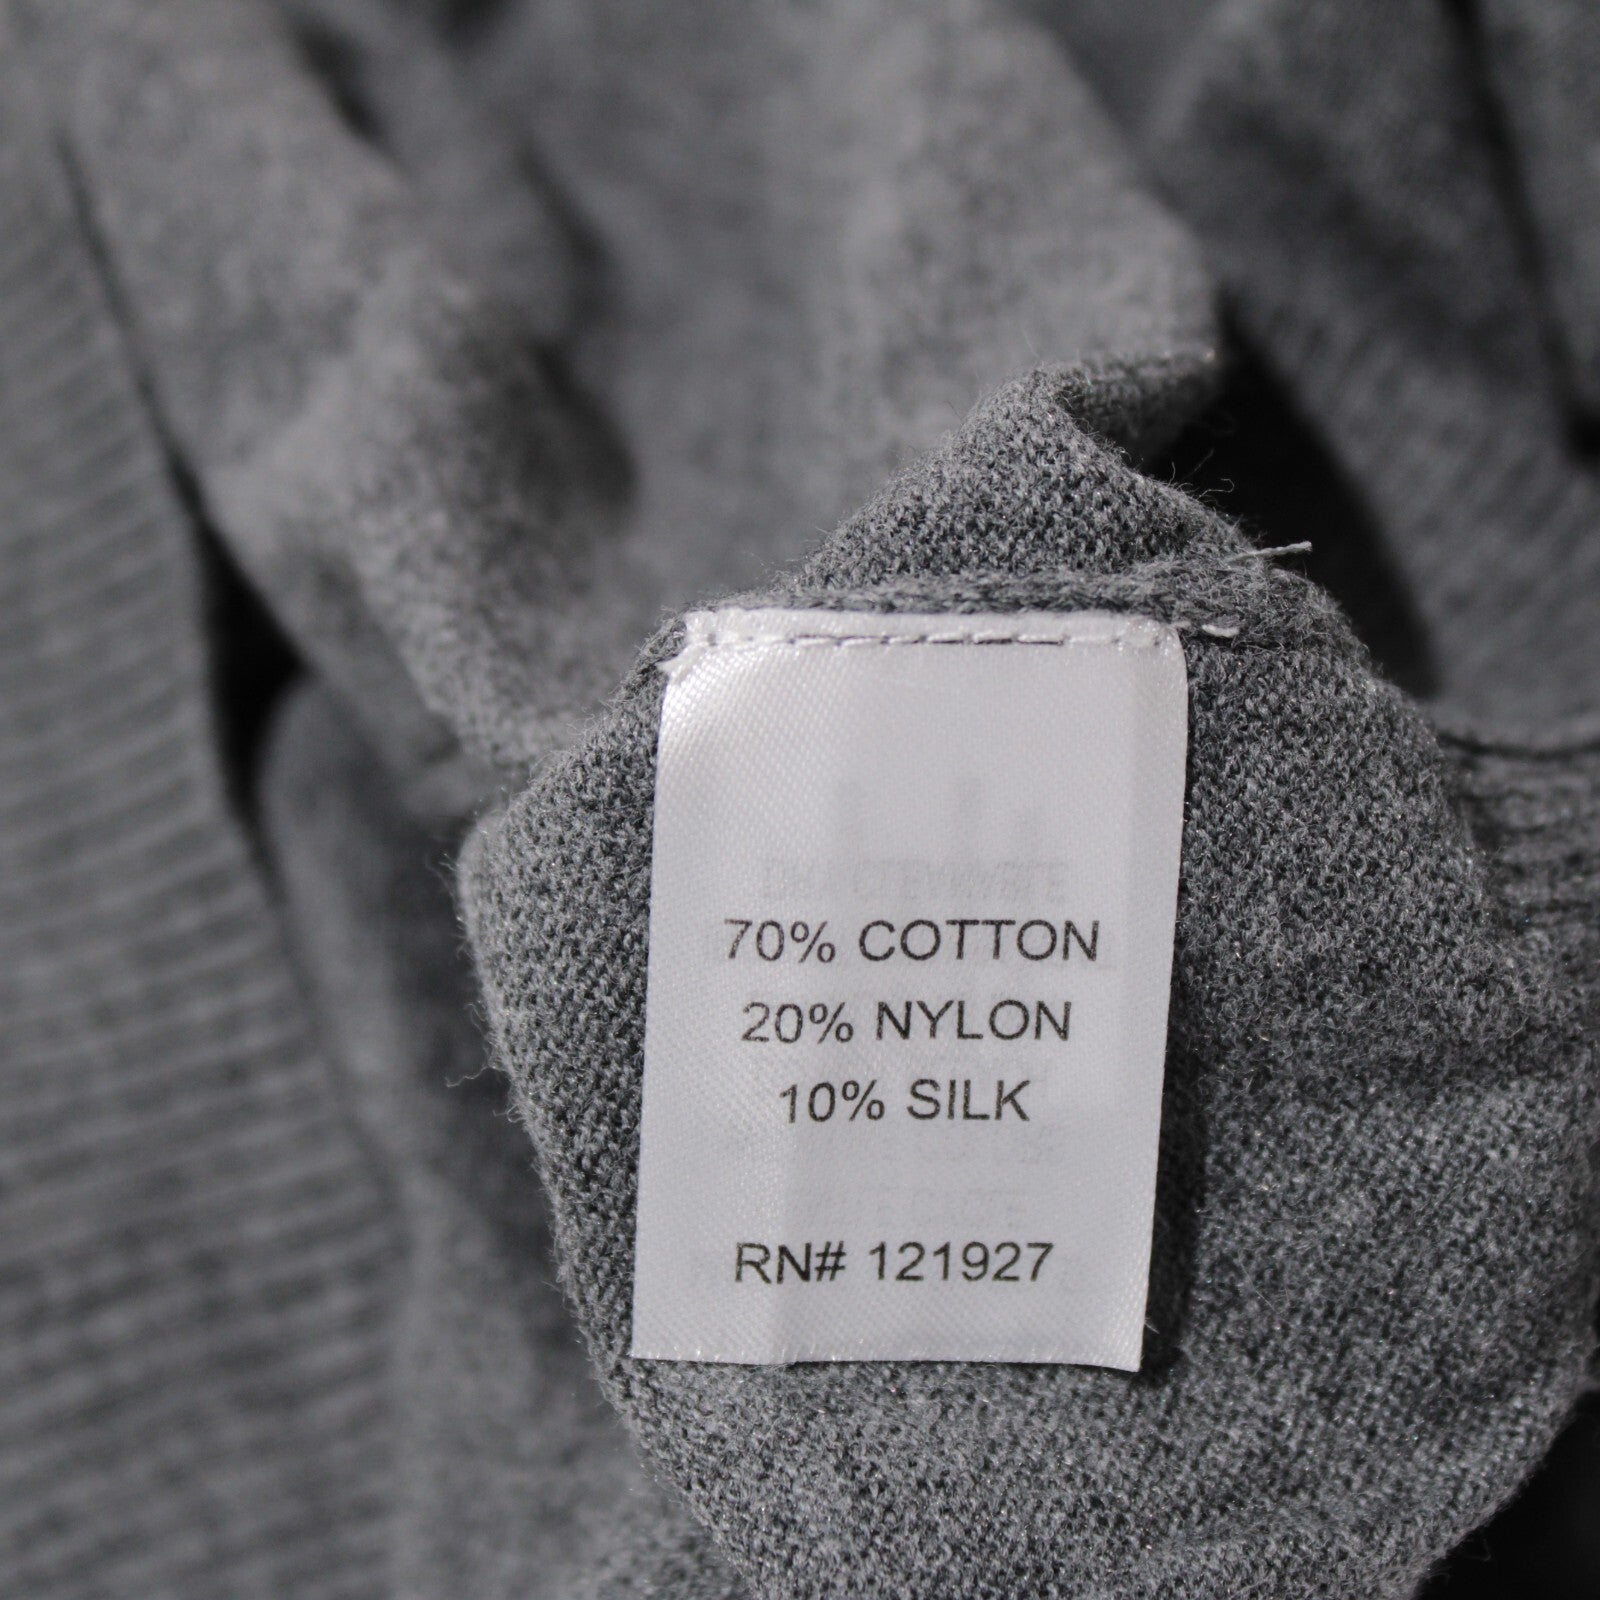 70% COTTON
20% NYLON
10% SILK
RN# 121927